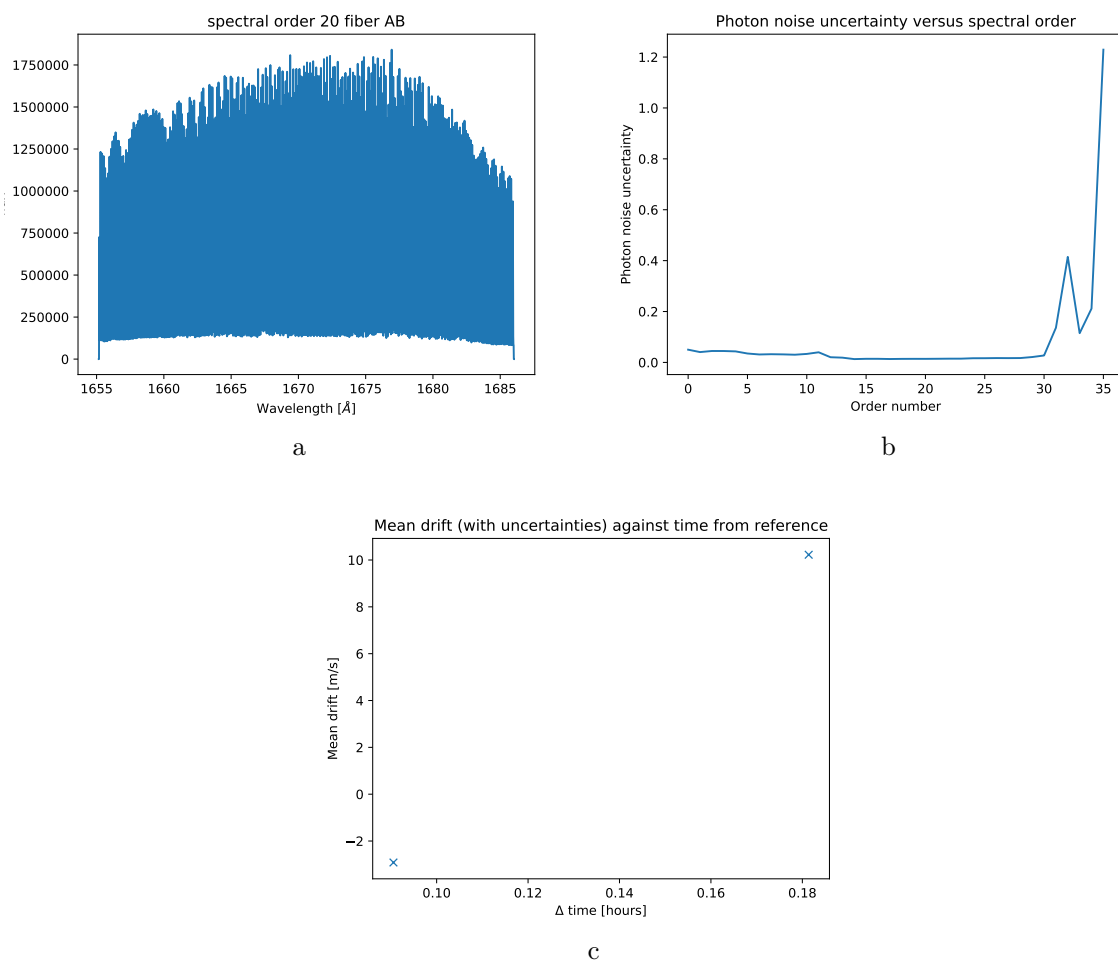 spectral order 20 fiber AB
1750000
1500000
1250000
1000000
750000
500000
250000
0
1655 1660 1665 1670 1675 1680 1685
Wavelength [Å]
a
Photon noise uncertainty versus spectral order
Photon noise uncertainty
1.2
1.0
0.8
0.6
0.4
0.2
0.0
0 5 10 15 20 25 30 35
Order number
b
Mean drift (with uncertainties) against time from reference
Mean drift [m/s]
10
8
6
4
2
0
−2
0.10 0.12 0.14 0.16 0.18
Δ time [hours]
c